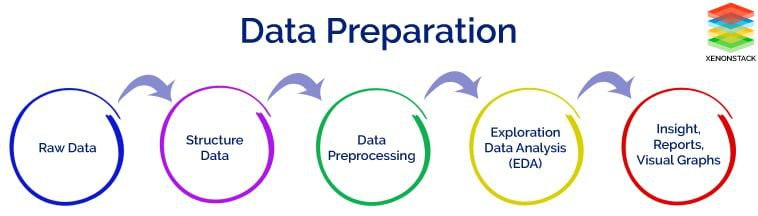 Data Preparation
XENONSTACK
Raw Data
Structure
Data
Data
Preprocessing
Exploration
Data Analysis
(EDA)
Insight,
Reports,
Visual Graphs